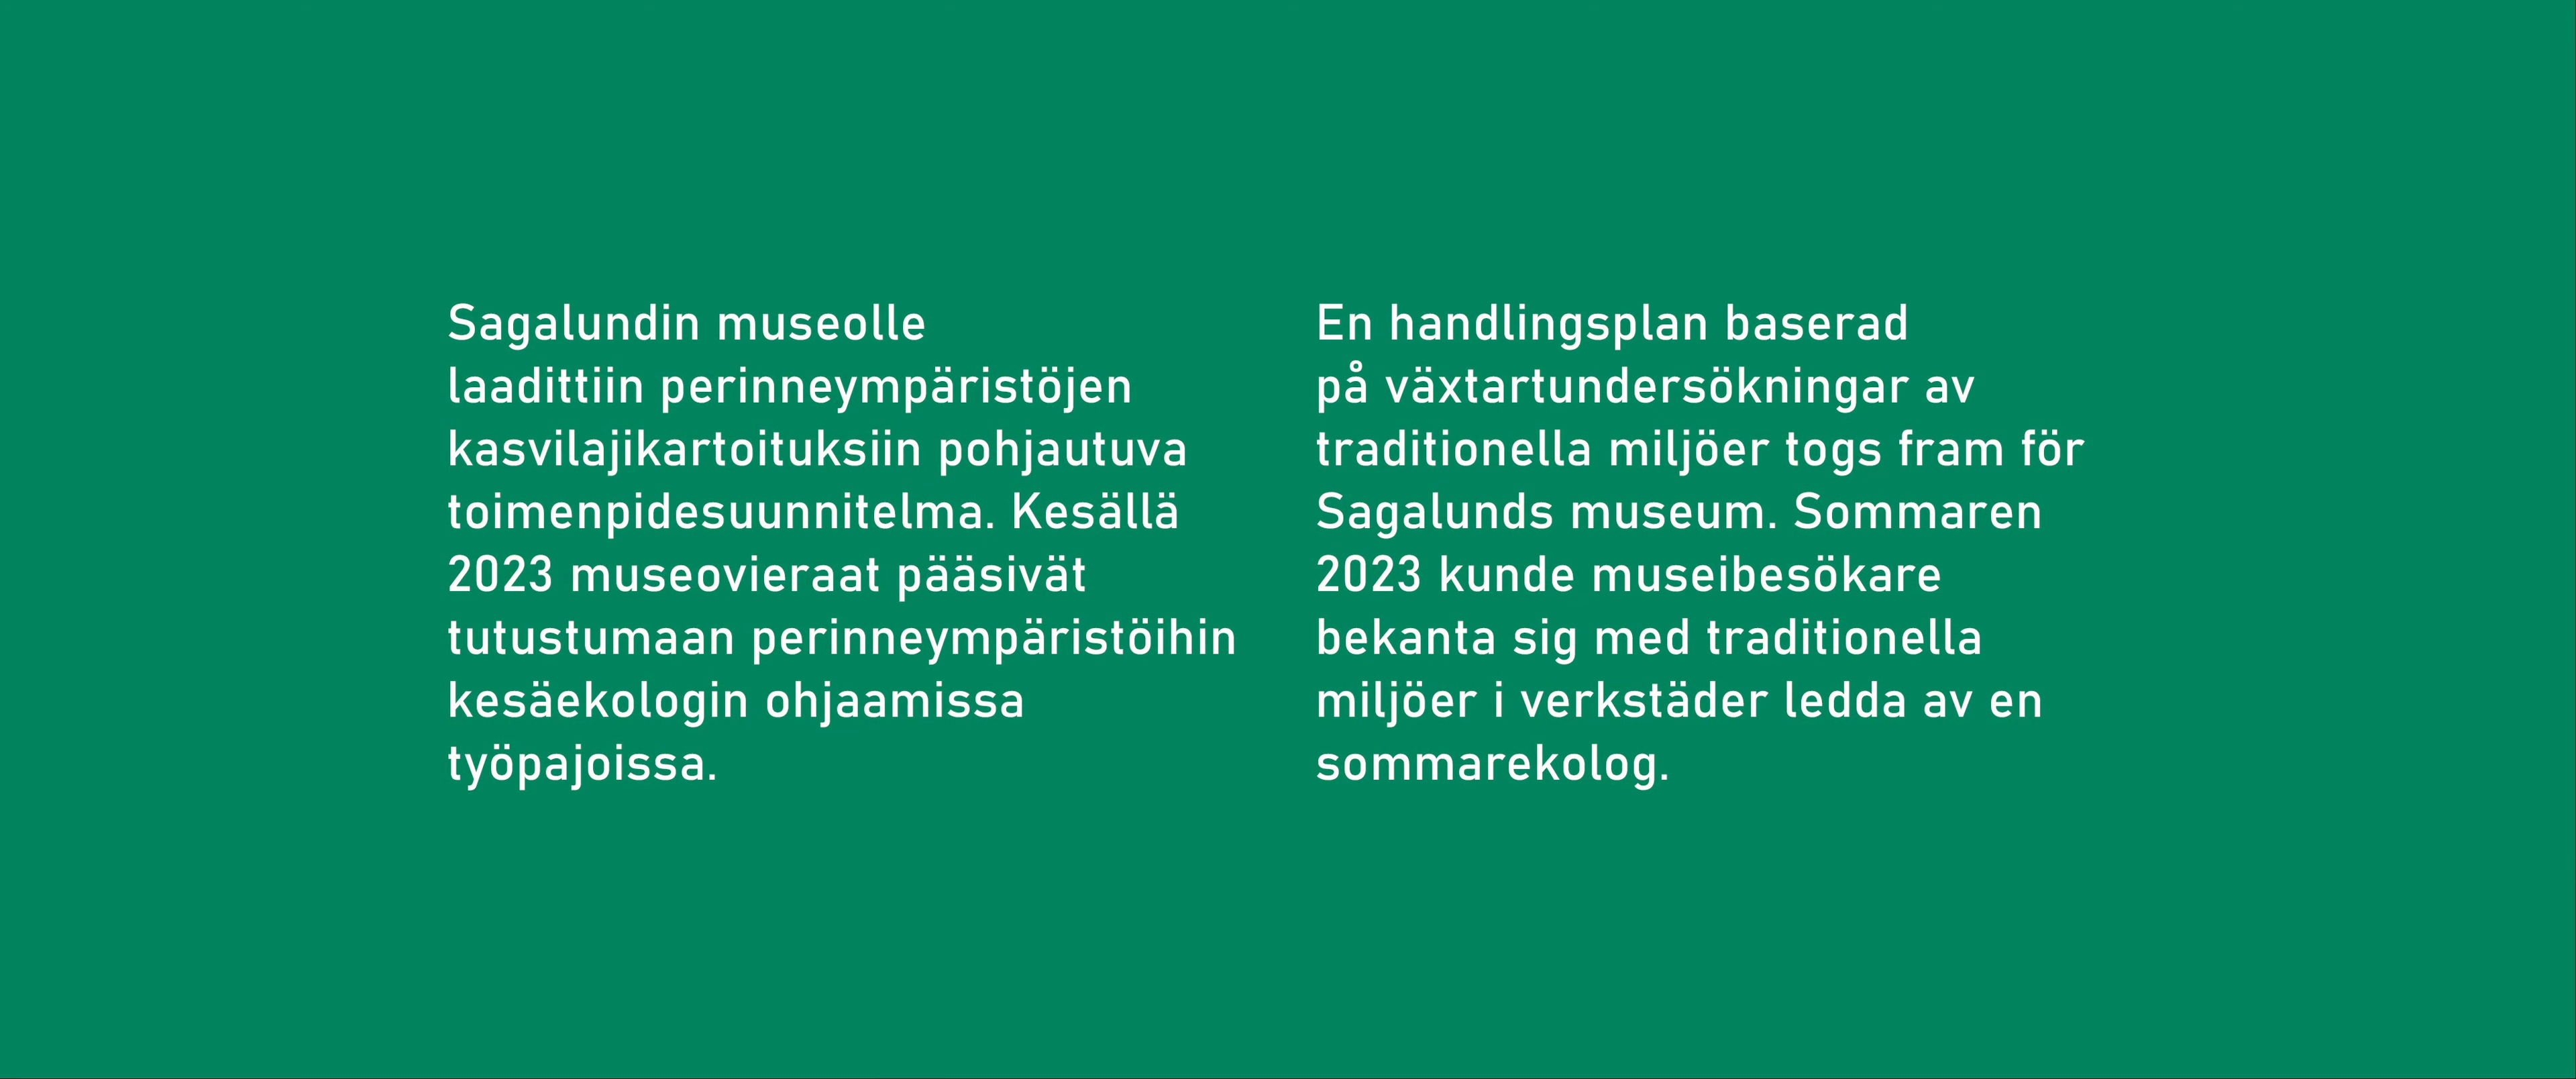 Sagalundin museolle
laadittiin perinneympäristöjen
kasvilajikartoituksiin pohjautuva
toimenpidesuunnitelma. Kesällä
2023 museovieraat pääsivät
tutustumaan perinneympäristöihin
kesäekologin ohjaamissa
työpajoissa.
En handlingsplan baserad
på växtartundersökningar av
traditionella miljöer togs fram för
Sagalunds museum. Sommaren
2023 kunde museibesökare
bekanta sig med traditionella
miljöer i verkstäder ledda av en
sommarekolog.